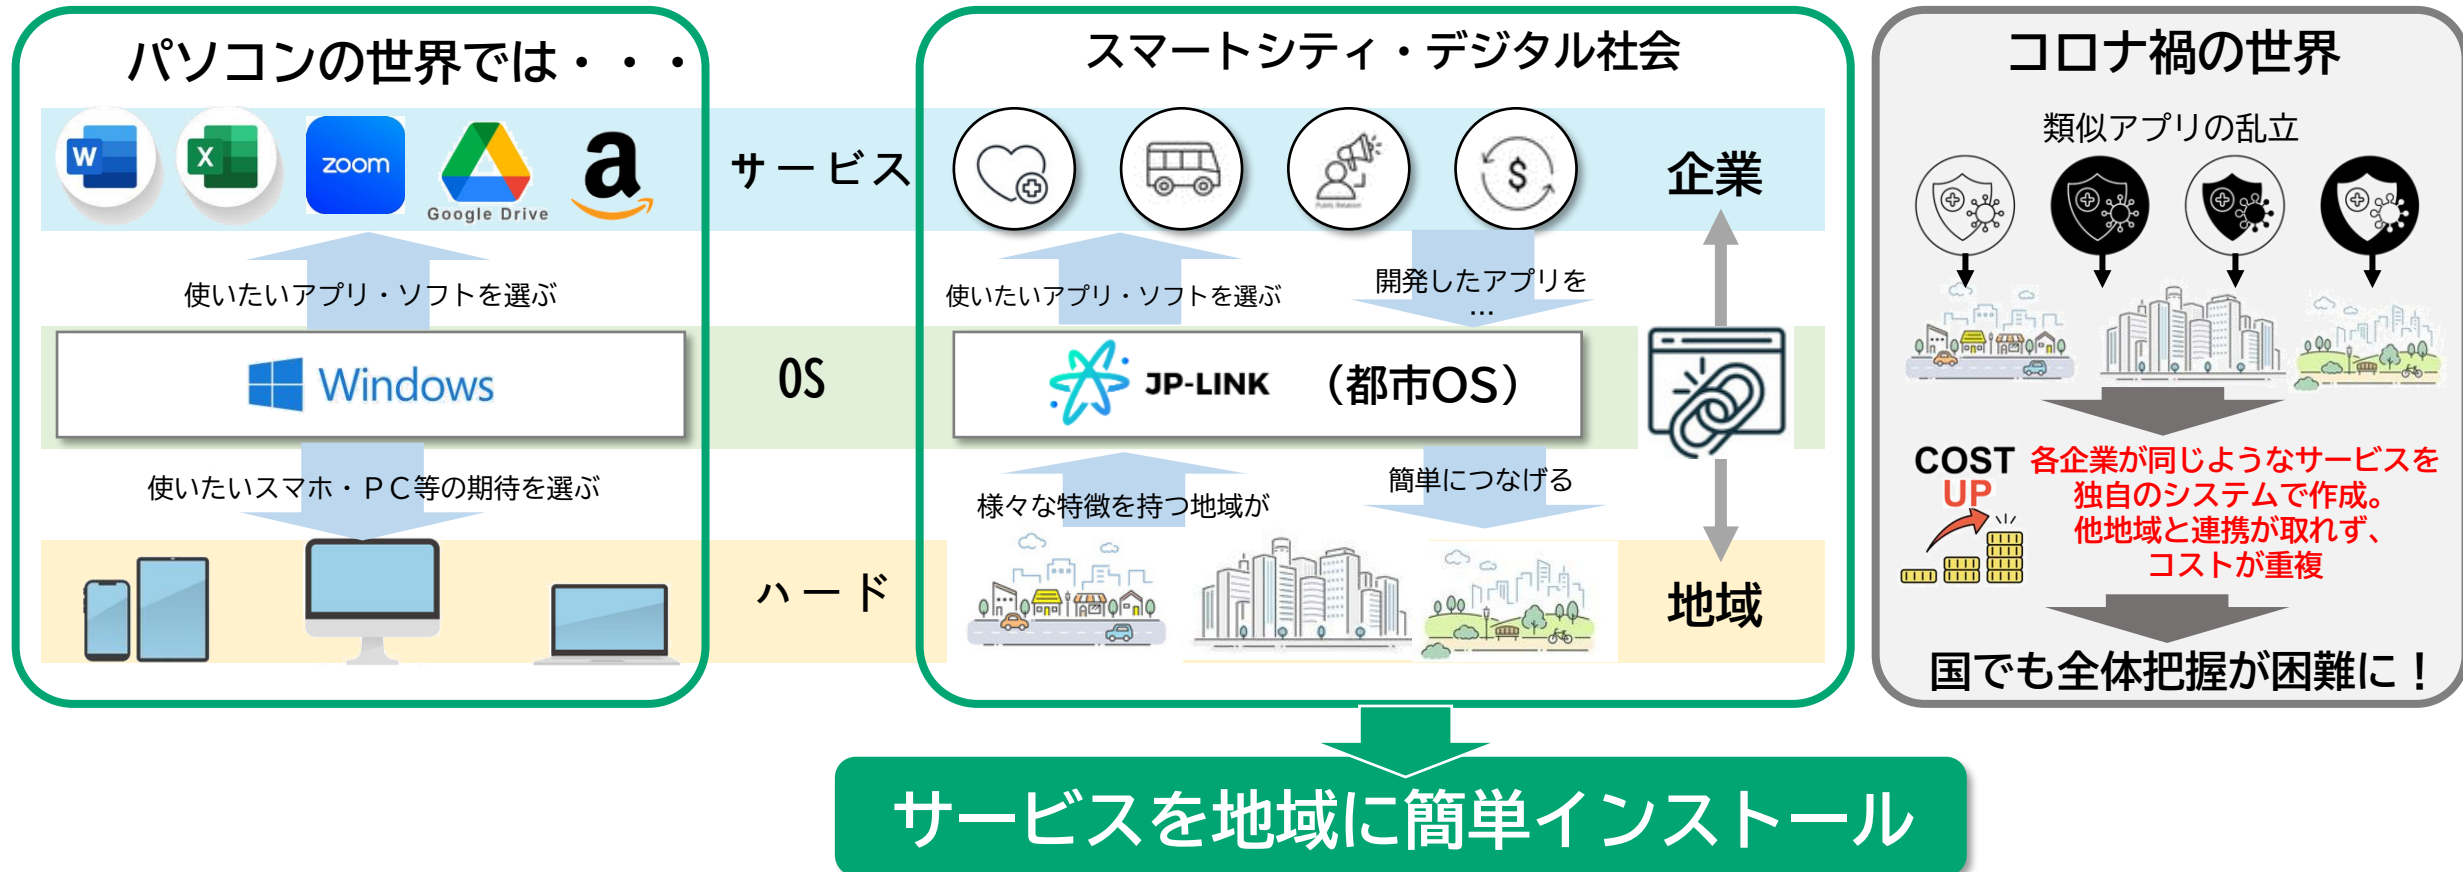 パソコンの世界では・・・
W
X
zoom
Google Drive
a
使いたいアプリ・ソフトを選ぶ
Windows
使いたいスマホ・ＰＣ等の期待を選ぶ
サービス
OS
ハード
スマートシティ・デジタル社会
$
企業
使いたいアプリ・ソフトを選ぶ
開発したアプリを
…
JP-LINK （都市OS）
様々な特徴を持つ地域が
簡単につなげる
地域
コロナ禍の世界
類似アプリの乱立
COST
UP
各企業が同じようなサービスを
独自のシステムで作成。
他地域と連携が取れず、
コストが重複
国でも全体把握が困難に！
サービスを地域に簡単インストール